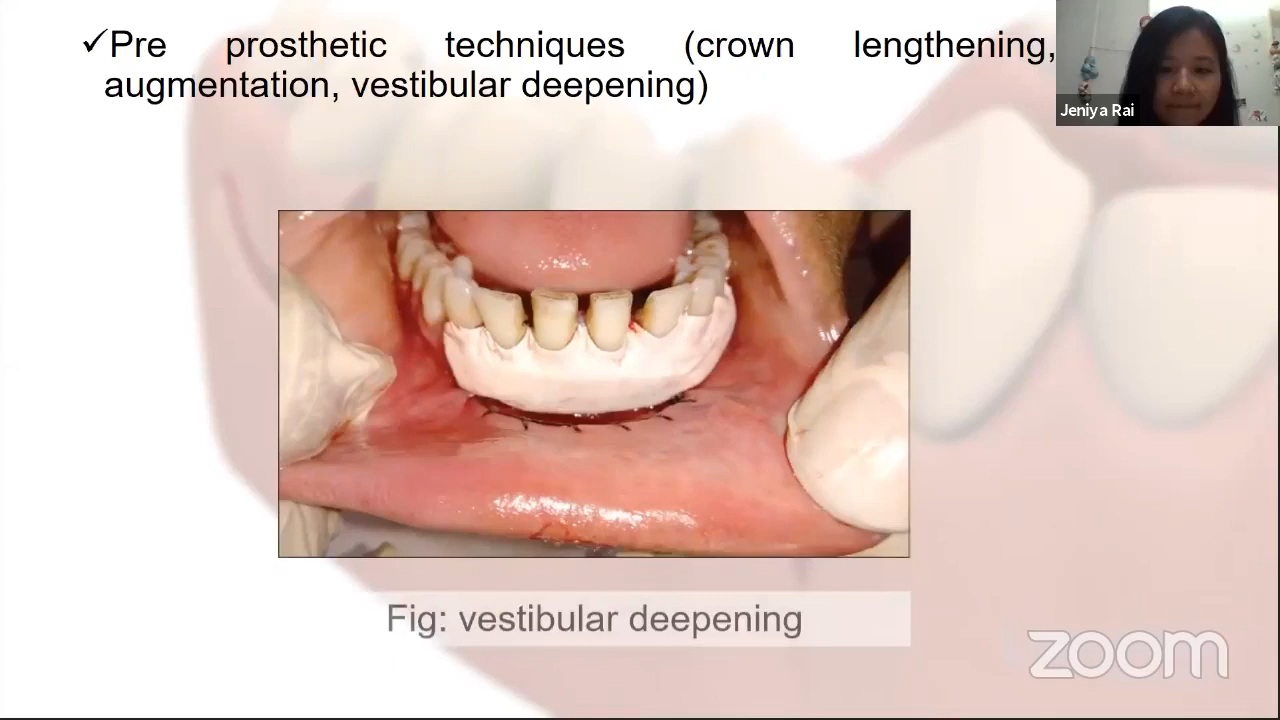 ✓Pre prosthetic techniques (crown lengthening,
augmentation, vestibular deepening)
Jeniya Rai
Fig: vestibular deepening
zoom